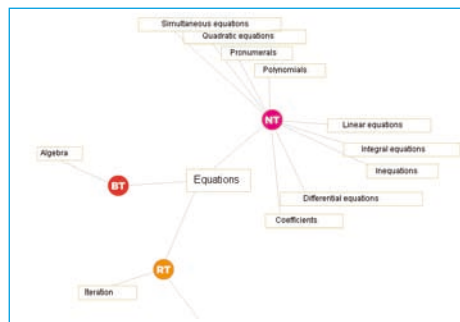 Simultaneous equations
Quadratic equations
Pronumerals
Polynomials
NT
Linear equations
Integral equations
Inequations
Algebra
BT
Equations
Differential equations
Coefficients
RT
Iteration